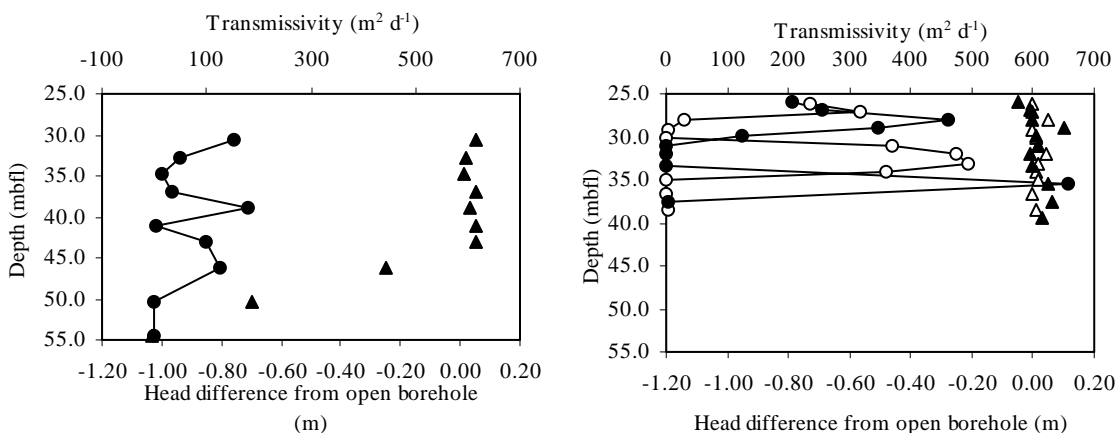 Transmissivity (m² d⁻¹)
-100 100 300 500 700
25.0
30.0
35.0
40.0
45.0
50.0
55.0
Depth (mbfl)
-1.20 -1.00 -0.80 -0.60 -0.40 -0.20 0.00 0.20
Head difference from open borehole
(m)
Transmissivity (m² d⁻¹)
0 100 200 300 400 500 600 700
25.0
30.0
35.0
40.0
45.0
50.0
55.0
Depth (mbfl)
-1.20 -1.00 -0.80 -0.60 -0.40 -0.20 0.00 0.20
Head difference from open borehole (m)